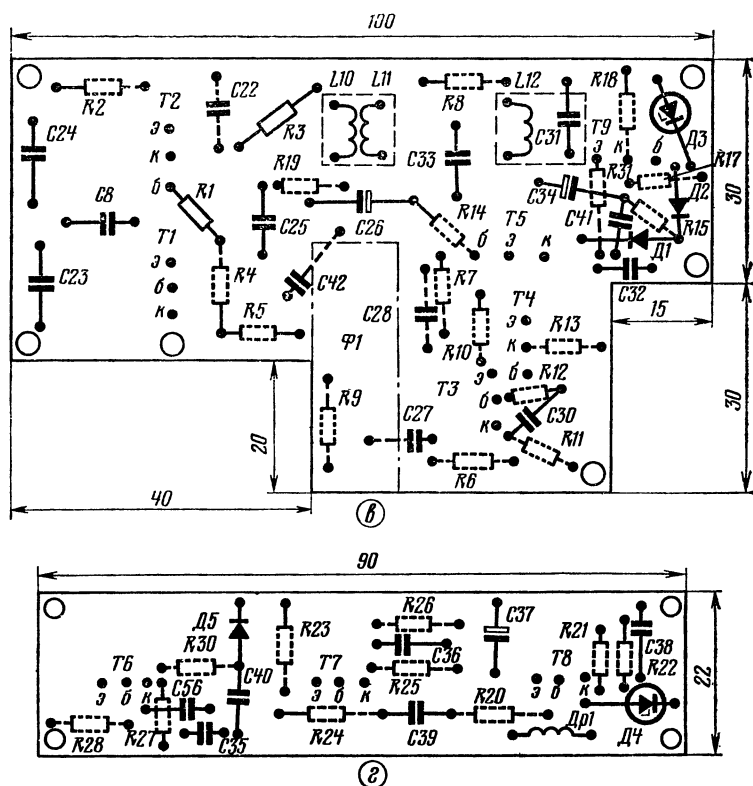 100
R2
C22
L10 L11
R8
L12
R18
T2
R3
C31
T9
Д3
C24
э
к
э
к
б
R17
C33
R19
R31
б
R1
C34
Д2
C8
C25
C26
R14
C41
R15
30
T1
T5
б
э
к
Д1
э
C23
б
к
R4
C42
R7
C32
R5
C28
T4
э
15
Ф1
R10
к
R13
э
б
R12
T3
б
30
R9
C27
к
C30
R11
20
R6
40
в
90
Д5
R26
C37
R23
R21
C38
R30
C36
T6
T7
T8
R22
22
э
б
к
C56
C40
э
б
к
R25
R20
э
б
к
R28
R27
C35
R24
C39
Др1
Д4
г